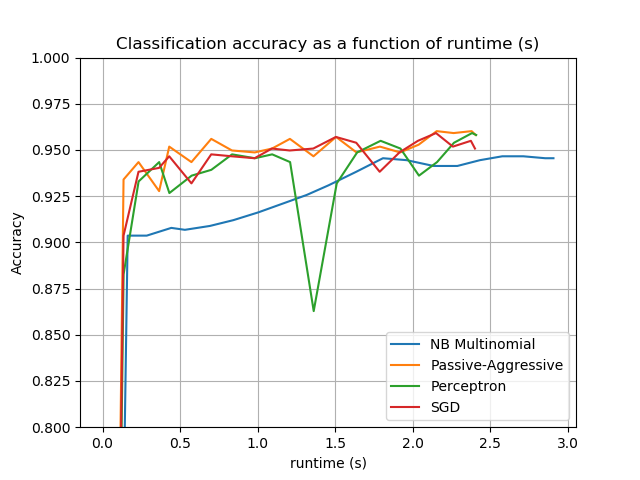 Classification accuracy as a function of runtime (s)
1.000
0.975
0.950
0.925
0.900
0.875
0.850
0.825
0.800
Accuracy
NB Multinomial
Passive-Aggressive
Perceptron
SGD
0.0 0.5 1.0 1.5 2.0 2.5 3.0
runtime (s)